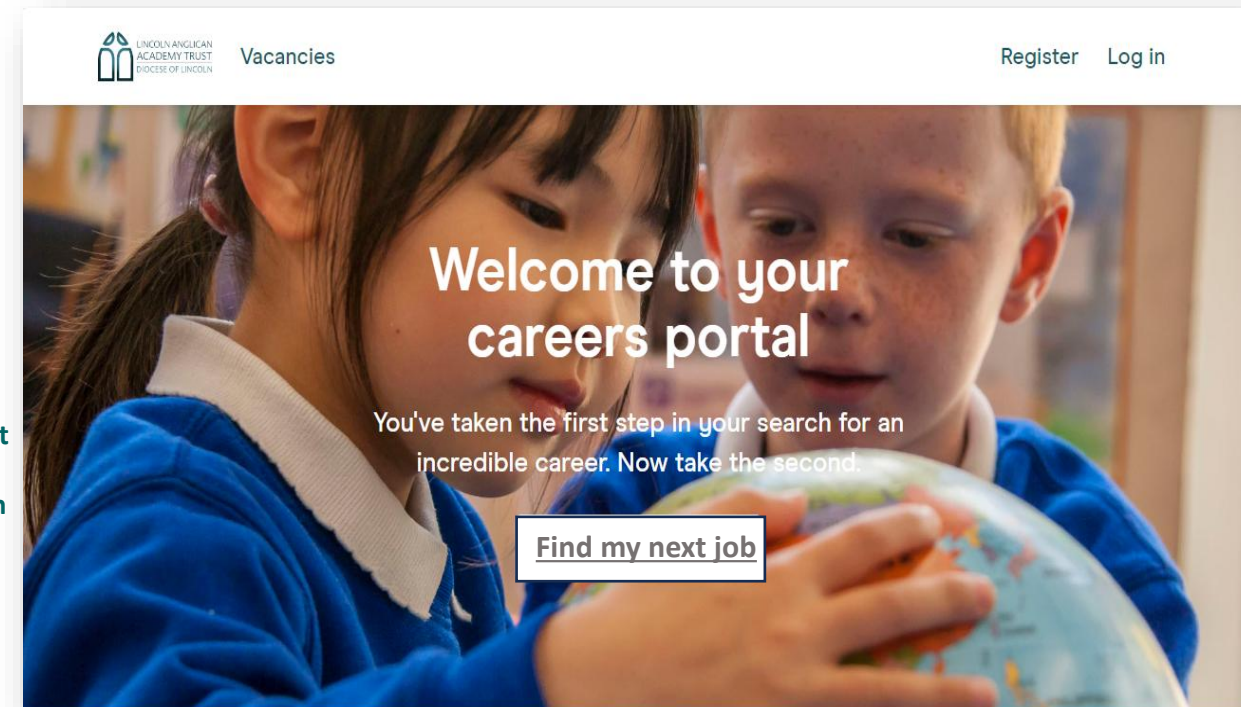 LINCOLN ANGLICAN
ACADEMY TRUST
DIOCESE OF LINCOLN
Vacancies
Register Log in
Welcome to your
careers portal
You've taken the first step in your search for an
incredible career. Now take the second.
Find my next job